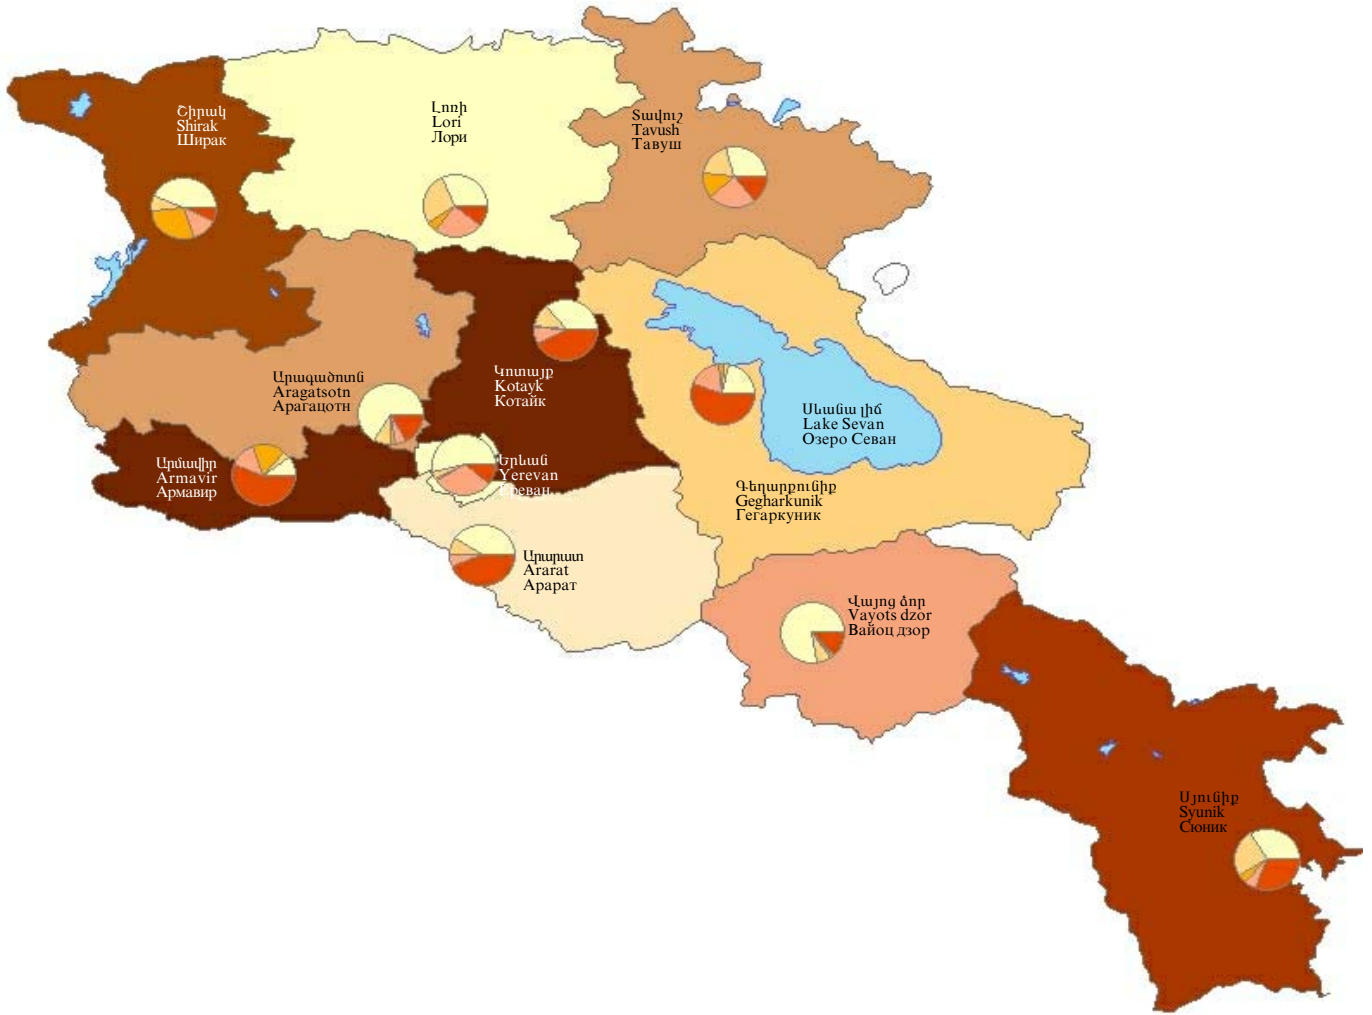 Շիրակ
Shirak
Ширак
Լոռի
Lori
Лори
Տավուշ
Tavush
Тавуш
Արագածոտն
Aragatsotn
Арагацотн
Կոտայք
Kotayk
Котайк
Սևանա լիճ
Lake Sevan
Озеро Севан
Արմավիր
Armavir
Армавир
Երևան
Yerevan
Ереван
Գեղարքունիք
Gegharkunik
Гегаркуник
Արարատ
Ararat
Арарат
Վայոց ձոր
Vayots dzor
Вайоц дзор
Սյունիք
Syunik
Сюник